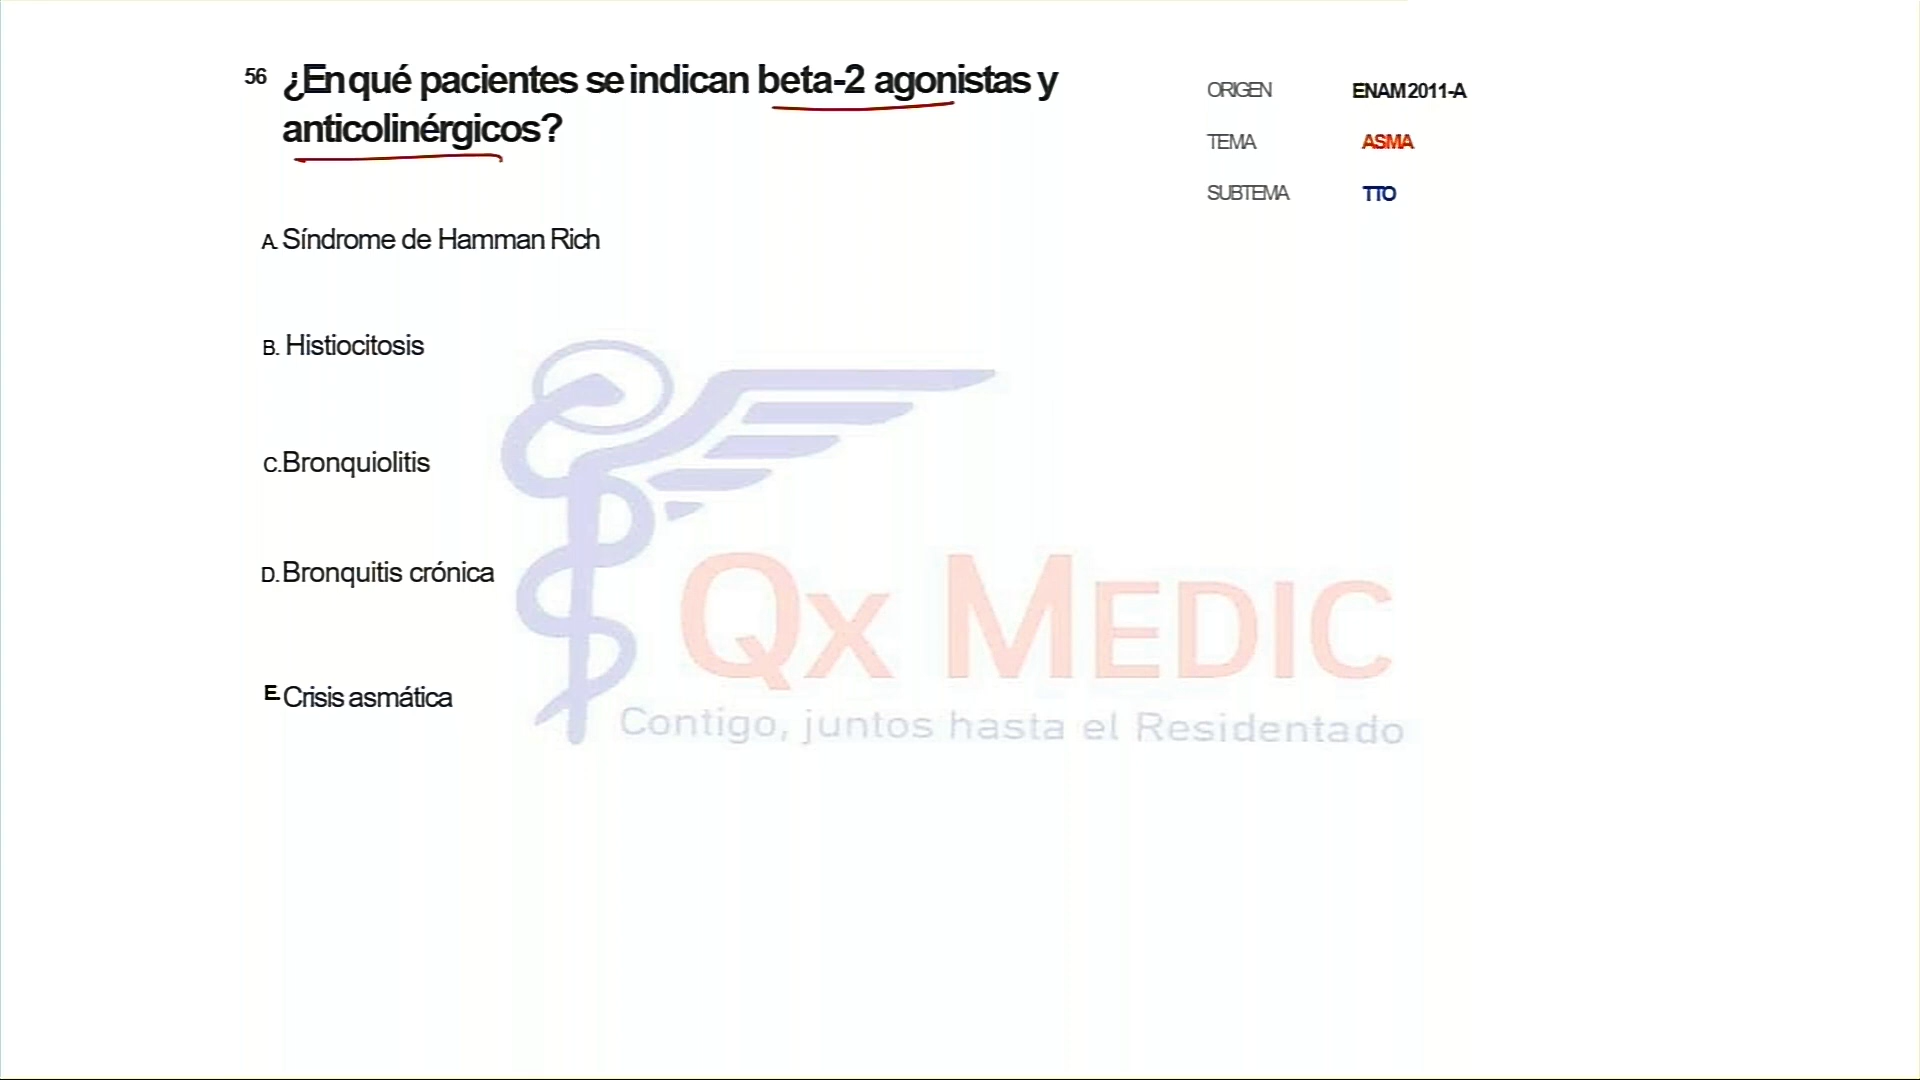 56 ¿En qué pacientes se indican beta-2 agonistas y
anticolinérgicos?
ORIGEN ENAM 2011-A
TEMA ASMA
SUBTEMA TTO
A. Síndrome de Hamman Rich
B. Histiocitosis
C. Bronquiolitis
D. Bronquitis crónica
E. Crisis asmática
QX MEDIC
Contigo, juntos hasta el Residentado